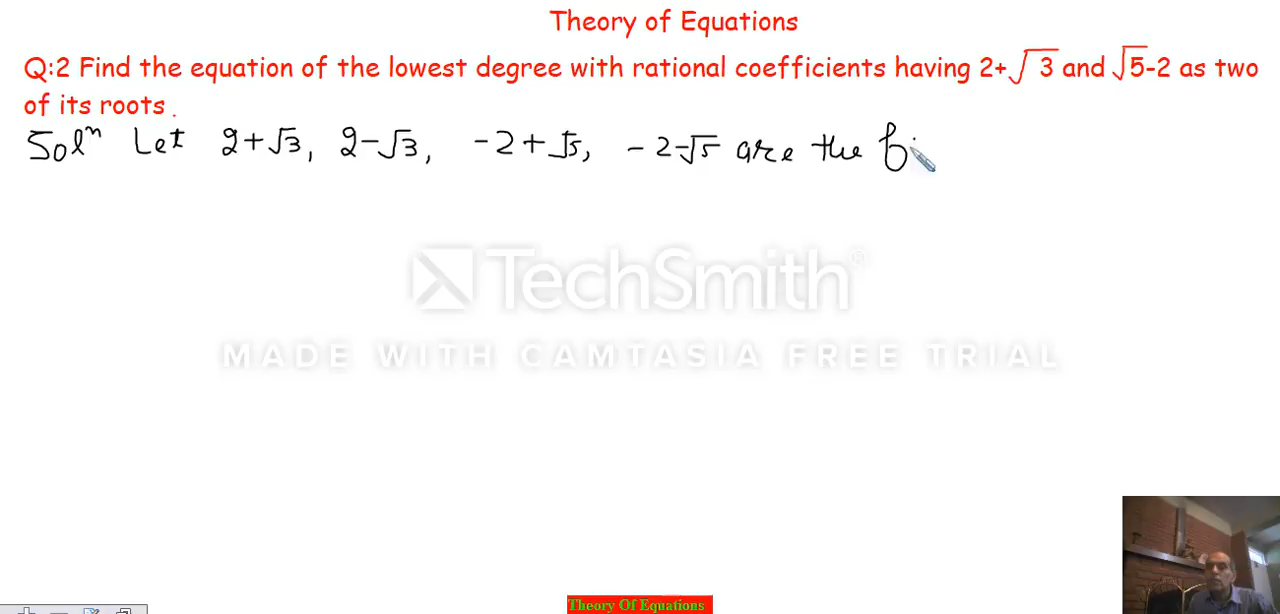 Theory of Equations
Q:2 Find the equation of the lowest degree with rational coefficients having 2+√3 and √5-2 as two
of its roots.
Solⁿ Let 2+√3, 2-√3, -2+√5, -2-√5 are the
TechSmith®
MADE WITH CAMTASIA FREE TRIAL
Theory Of Equations